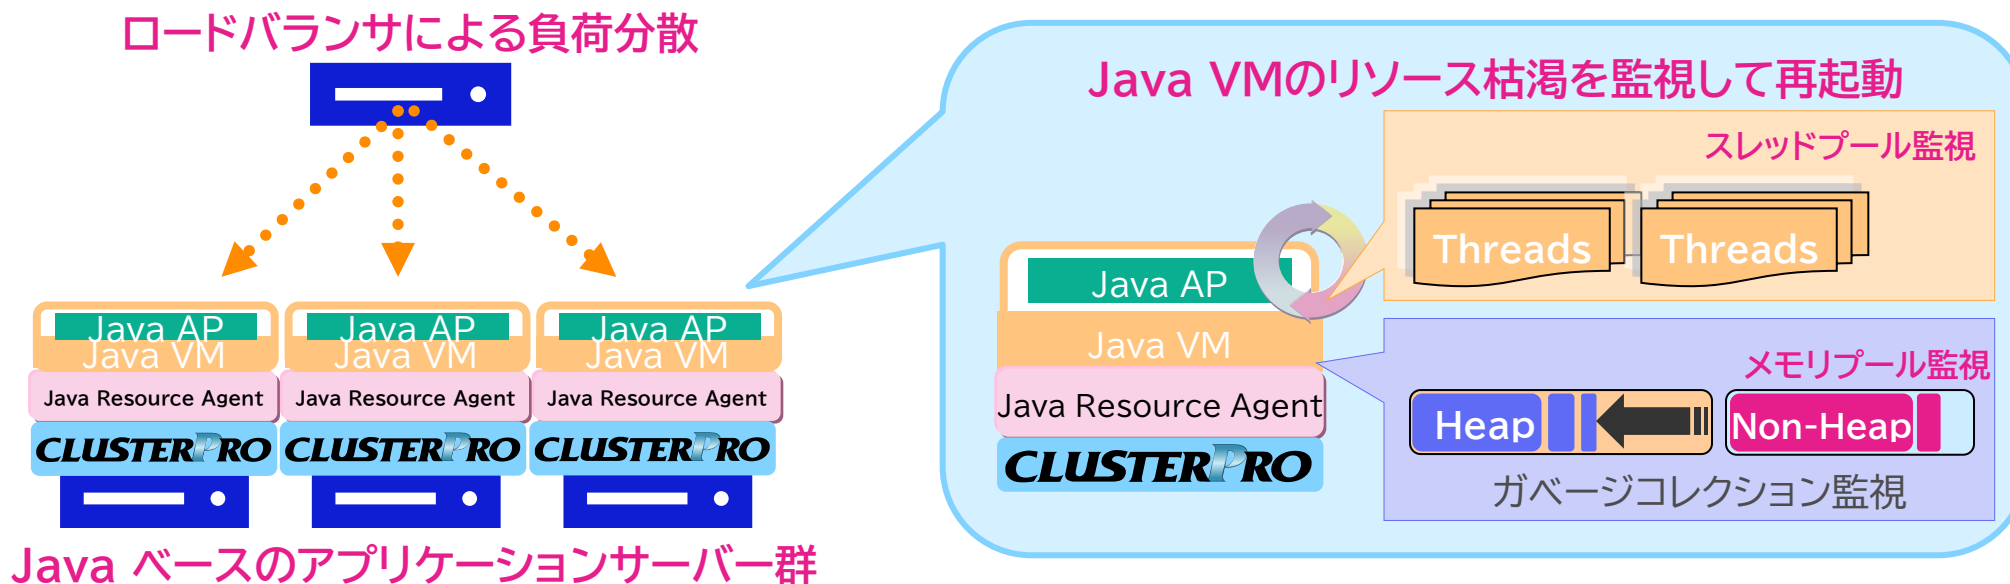 ロードバランサによる負荷分散
Java AP
Java VM
Java Resource Agent
CLUSTERPRO
Java AP
Java VM
Java Resource Agent
CLUSTERPRO
Java AP
Java VM
Java Resource Agent
CLUSTERPRO
Java ベースのアプリケーションサーバー群
Java VMのリソース枯渇を監視して再起動
Java AP
Java VM
Java Resource Agent
CLUSTERPRO
スレッドプール監視
Threads
Threads
メモリプール監視
Heap
Non-Heap
ガベージコレクション監視